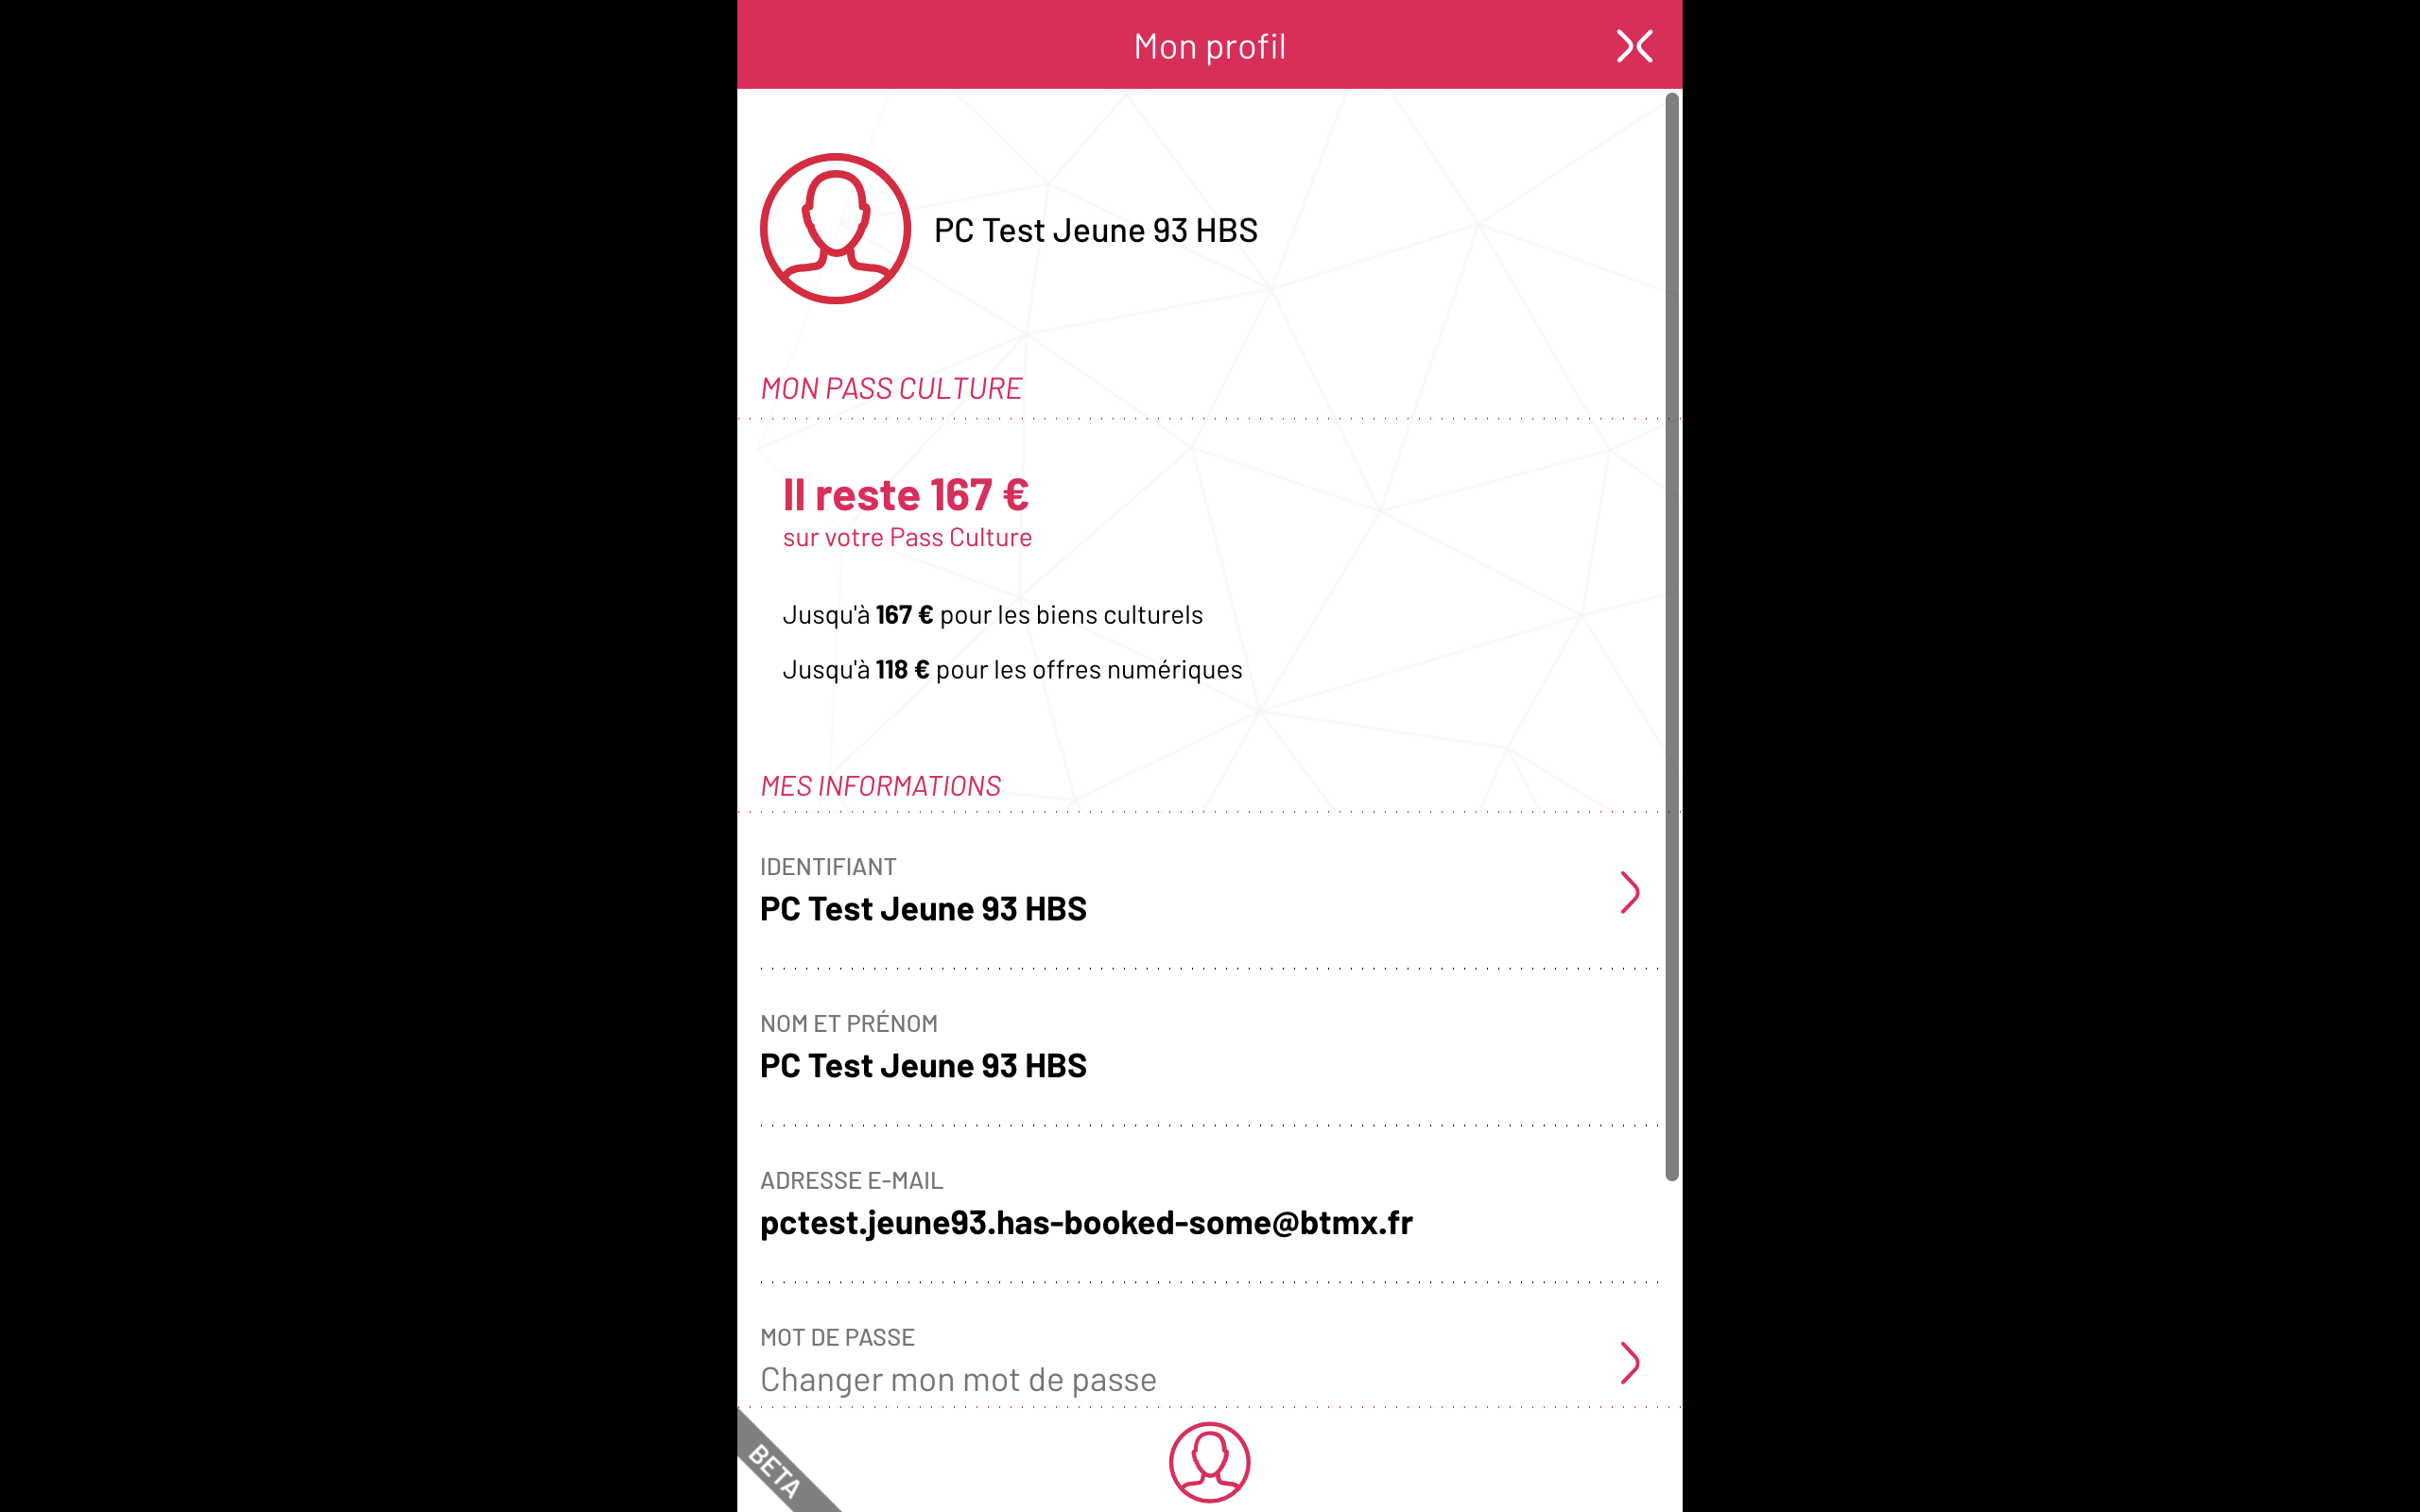 Mon profil
PC Test Jeune 93 HBS
MON PASS CULTURE
Il reste 167 €
sur votre Pass Culture
Jusqu'à 167 € pour les biens culturels
Jusqu'à 118 € pour les offres numériques
MES INFORMATIONS
IDENTIFIANT
PC Test Jeune 93 HBS
NOM ET PRÉNOM
PC Test Jeune 93 HBS
ADRESSE E-MAIL
pctest.jeune93.has-booked-some@btmx.fr
MOT DE PASSE
Changer mon mot de passe
BETA